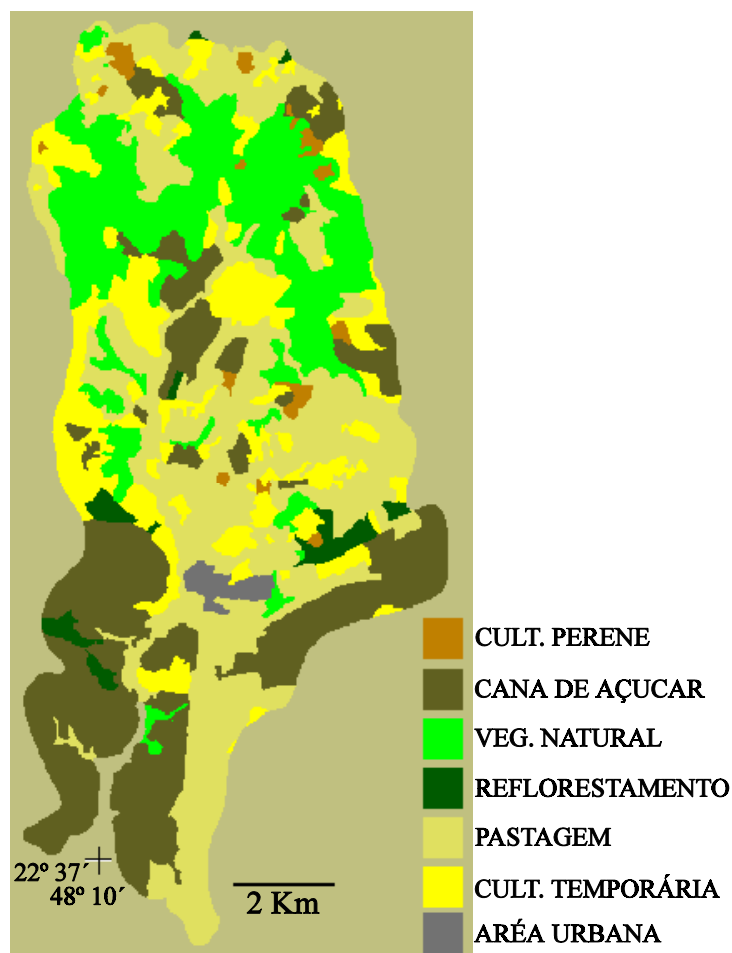 CULT. PERENE
CANA DE AÇUCAR
VEG. NATURAL
REFLORESTAMENTO
PASTAGEM
CULT. TEMPORÁRIA
ARÉA URBANA
22º 37´
48º 10´
2 Km